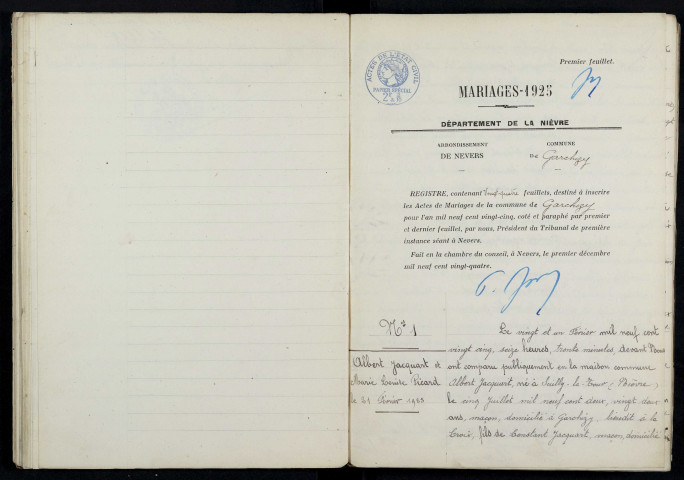 Premier feuillet.
ACTES DE L'ÉTAT CIVIL
PAPIER SPÉCIAL
MARIAGES-1925
DÉPARTEMENT DE LA NIÈVRE
ARRONDISSEMENT
DE NEVERS
COMMUNE
DE Garchizy
REGISTRE, contenant feuillets, destiné à inscrire
les Actes de Mariages de la commune de Garchizy
pour l'an mil neuf cent vingt-cinq, coté et paraphé par premier
et dernier feuillet, par nous, Président du Tribunal de première
instance séant à Nevers.
Fait en la chambre du conseil, à Nevers, le premier décembre
mil neuf cent vingt-quatre.
N° 1
Albert Jacquart et
Marie Louise Picard
le 21 Février 1925
Le vingt et un Février mil neuf cent
vingt cinq, seize heures, trente minutes, devant Nous
ont comparu publiquement en la maison commune
Albert Jacquart, né à Suilly-la-Tour (Nièvre)
le cinq Juillet mil neuf cent deux, vingt deux
ans, maçon, domicilié à Garchizy, lieudit à la
Croix, fils de Constant Jacquart, maçon, domicilié